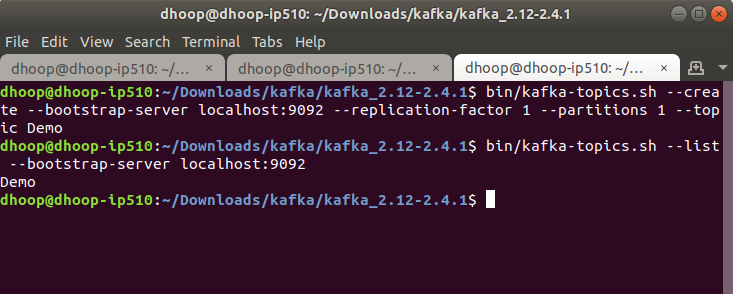 dhoop@dhoop-ip510: ~/Downloads/kafka/kafka_2.12-2.4.1
File Edit View Search Terminal Tabs Help
dhoop@dhoop-ip510: ~/... × dhoop@dhoop-ip510: ~/... × dhoop@dhoop-ip510: ~/... ×
dhoop@dhoop-ip510:~/Downloads/kafka/kafka_2.12-2.4.1$ bin/kafka-topics.sh --crea
te --bootstrap-server localhost:9092 --replication-factor 1 --partitions 1 --top
ic Demo
dhoop@dhoop-ip510:~/Downloads/kafka/kafka_2.12-2.4.1$ bin/kafka-topics.sh --list
 --bootstrap-server localhost:9092
Demo
dhoop@dhoop-ip510:~/Downloads/kafka/kafka_2.12-2.4.1$